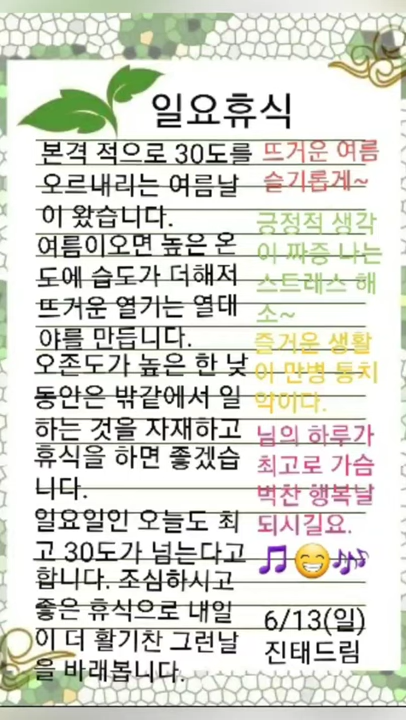 일요휴식
본격 적으로 30도를
오르내리는 여름날
이 왔습니다.
여름이오면 높은 온
도에 습도가 더해저
뜨거운 열기는 열대
야를 만듭니다.
오존도가 높은 한 낮
동안은 밖같에서 일
하는 것을 자재하고
휴식을 하면 좋겠습
니다.
일요일인 오늘도 최
고 30도가 넘는다고
합니다. 조심하시고
좋은 휴식으로 내일
이 더 활기찬 그런날
을 바래봅니다.
뜨거운 여름
슬기롭게~
긍정적 생각
이 짜증 나는
스트레스 해
소~
즐거운 생활
이 만병 통치
약이다.
님의 하루가
최고로 가슴
벅찬 행복날
되시길요.
6/13(일)
진태드림